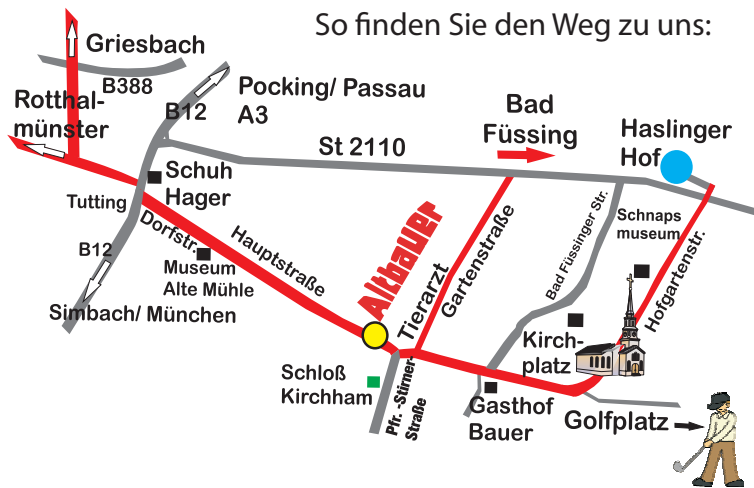 So finden Sie den Weg zu uns:
Griesbach
B388
Rotthal-
münster
B12
Pocking/ Passau
A3
Bad
Füssing
Haslinger
Hof
St 2110
Schuh
Hager
Tutting
Dorfstr.
Hauptstraße
B12
Museum
Alte Mühle
Simbach/ München
Altbauer
Tierarzt
Gartenstraße
Bad Füssinger Str.
Schnaps
museum
Hofgartenstr.
Kirch-
platz
Schloß
Kirchham
Pfr. -Stirner-
Straße
Gasthof
Bauer
Golfplatz